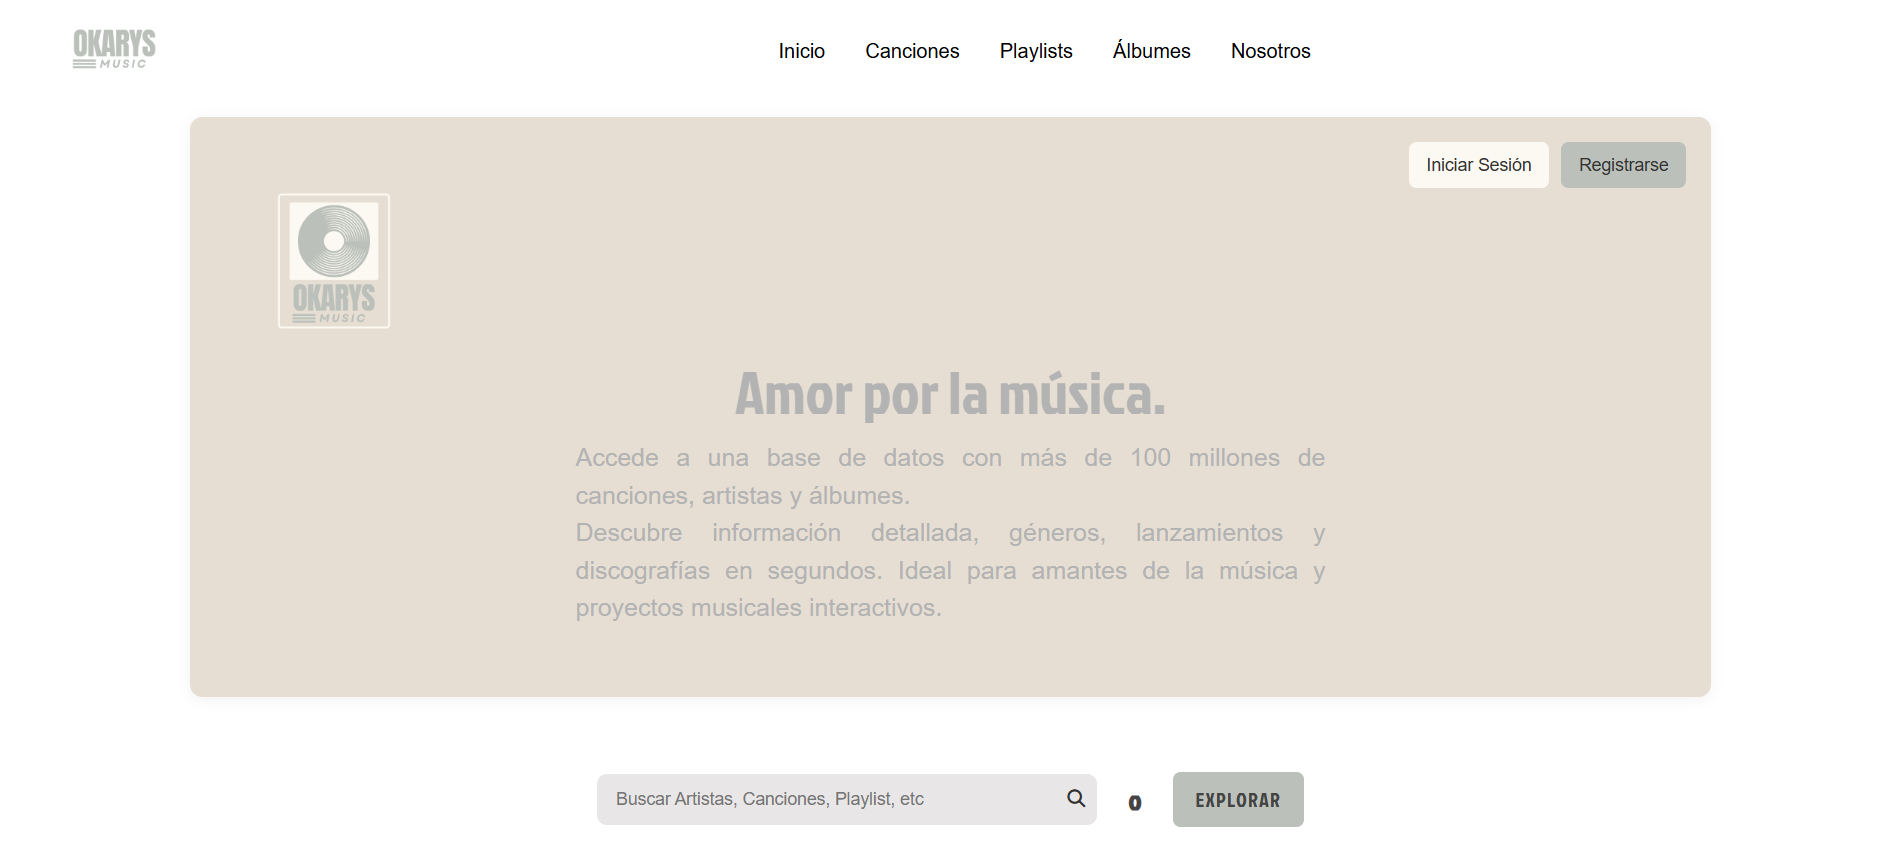 OKARYS
MUSIC
Inicio Canciones Playlists Álbumes Nosotros
Iniciar Sesión Registrarse
OKARYS
MUSIC
Amor por la música.
Accede a una base de datos con más de 100 millones de
canciones, artistas y álbumes.
Descubre información detallada, géneros, lanzamientos y
discografías en segundos. Ideal para amantes de la música y
proyectos musicales interactivos.
Buscar Artistas, Canciones, Playlist, etc o EXPLORAR